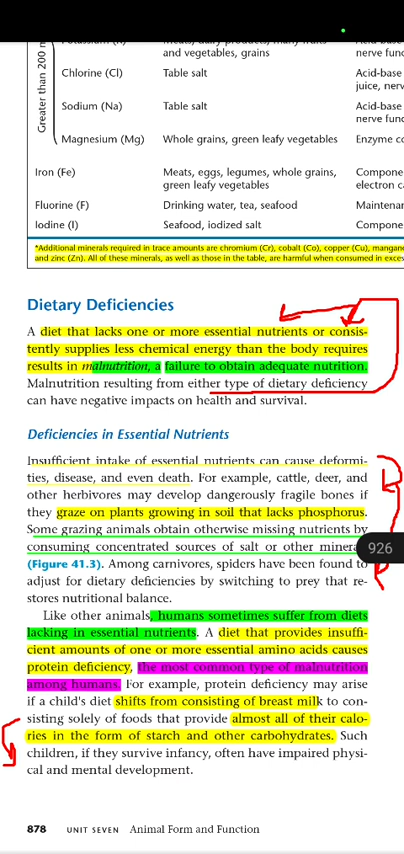 Greater than 200 m
and vegetables, grains
nerve func
Chlorine (Cl) Table salt Acid-base
juice, nerv
Sodium (Na) Table salt Acid-base
nerve func
Magnesium (Mg) Whole grains, green leafy vegetables Enzyme co
Iron (Fe) Meats, eggs, legumes, whole grains, Compone
green leafy vegetables electron ca
Fluorine (F) Drinking water, tea, seafood Maintenan
Iodine (I) Seafood, iodized salt Compone
*Additional minerals required in trace amounts are chromium (Cr), cobalt (Co), copper (Cu), mangane
and zinc (Zn). All of these minerals, as well as those in the table, are harmful when consumed in exces
Dietary Deficiencies
A diet that lacks one or more essential nutrients or consis-
tently supplies less chemical energy than the body requires
results in malnutrition, a failure to obtain adequate nutrition.
Malnutrition resulting from either type of dietary deficiency
can have negative impacts on health and survival.
Deficiencies in Essential Nutrients
Insufficient intake of essential nutrients can cause deformi-
ties, disease, and even death. For example, cattle, deer, and
other herbivores may develop dangerously fragile bones if
they graze on plants growing in soil that lacks phosphorus.
Some grazing animals obtain otherwise missing nutrients by
consuming concentrated sources of salt or other minera
926
(Figure 41.3). Among carnivores, spiders have been found to
adjust for dietary deficiencies by switching to prey that re-
stores nutritional balance.
Like other animals, humans sometimes suffer from diets
lacking in essential nutrients. A diet that provides insuffi-
cient amounts of one or more essential amino acids causes
protein deficiency, the most common type of malnutrition
among humans. For example, protein deficiency may arise
if a child's diet shifts from consisting of breast milk to con-
sisting solely of foods that provide almost all of their calo-
ries in the form of starch and other carbohydrates. Such
children, if they survive infancy, often have impaired physi-
cal and mental development.
878 UNIT SEVEN Animal Form and Function